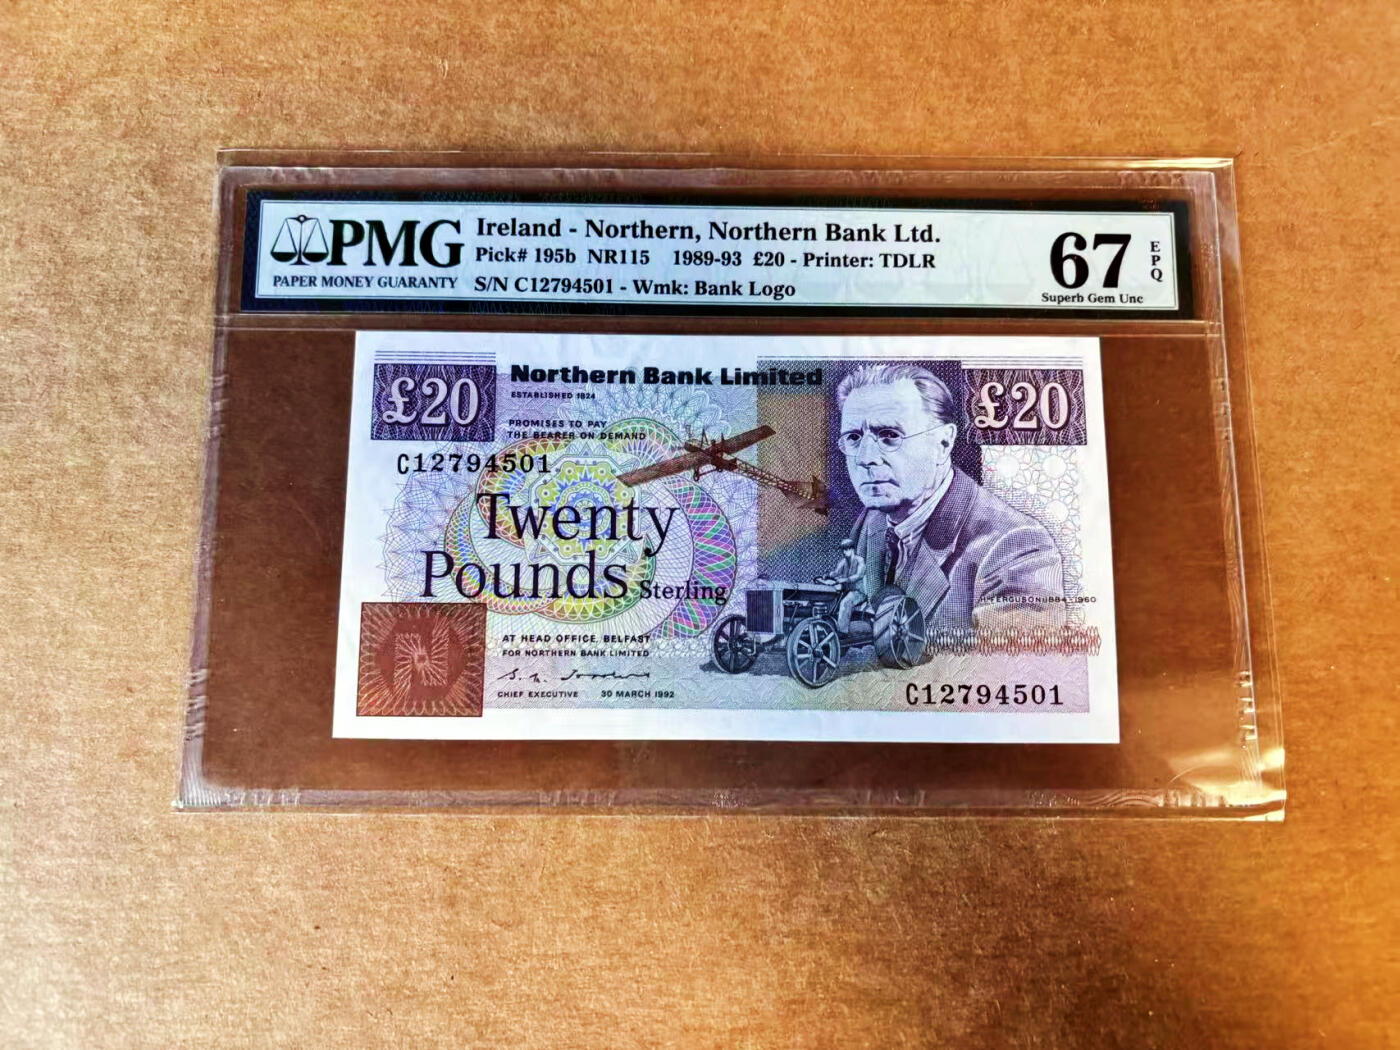 PMG
PAPER MONEY GUARANTY
Ireland - Northern, Northern Bank Ltd.
Pick# 195b NR115 1989-93 £20 - Printer: TDLR
S/N C12794501 - Wmk: Bank Logo
67
EPQ
Superb Gem Unc
£20
Northern Bank Limited
£20
ESTABLISHED 1824
PROMISES TO PAY
THE BEARER ON DEMAND
C12794501
Twenty
Pounds Sterling
H. FERGUSON 1884-1960
AT HEAD OFFICE, BELFAST
FOR NORTHERN BANK LIMITED
CHIEF EXECUTIVE 30 MARCH 1992
C12794501